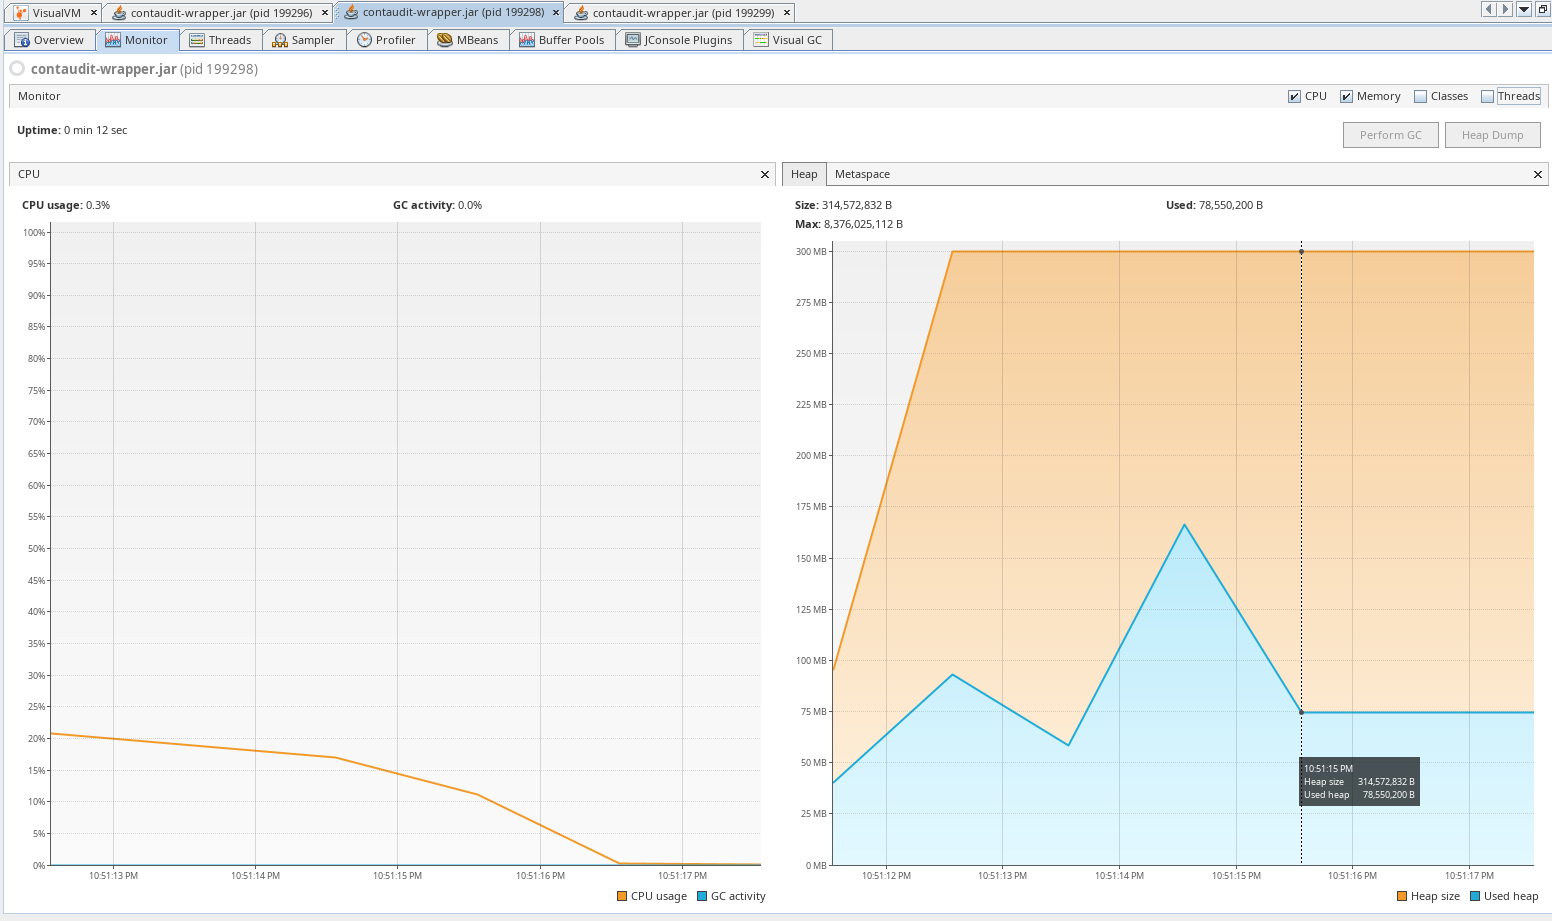 VisualVM contaudit-wrapper.jar (pid 199296) contaudit-wrapper.jar (pid 199298) contaudit-wrapper.jar (pid 199299)
Overview Monitor Threads Sampler Profiler MBeans Buffer Pools JConsole Plugins Visual GC
contaudit-wrapper.jar (pid 199298)
Monitor CPU Memory Classes Threads
Uptime: 0 min 12 sec Perform GC Heap Dump
CPU
CPU usage: 0.3% GC activity: 0.0%
100%
95%
90%
85%
80%
75%
70%
65%
60%
55%
50%
45%
40%
35%
30%
25%
20%
15%
10%
5%
0%
10:51:13 PM 10:51:14 PM 10:51:15 PM 10:51:16 PM 10:51:17 PM
CPU usage GC activity
Heap Metaspace
Size: 314,572,832 B Used: 78,550,200 B
Max: 8,376,025,112 B
300 MB
275 MB
250 MB
225 MB
200 MB
175 MB
150 MB
125 MB
100 MB
75 MB
50 MB
25 MB
0 MB
10:51:15 PM
Heap size 314,572,832 B
Used heap 78,550,200 B
10:51:12 PM 10:51:13 PM 10:51:14 PM 10:51:15 PM 10:51:16 PM 10:51:17 PM
Heap size Used heap